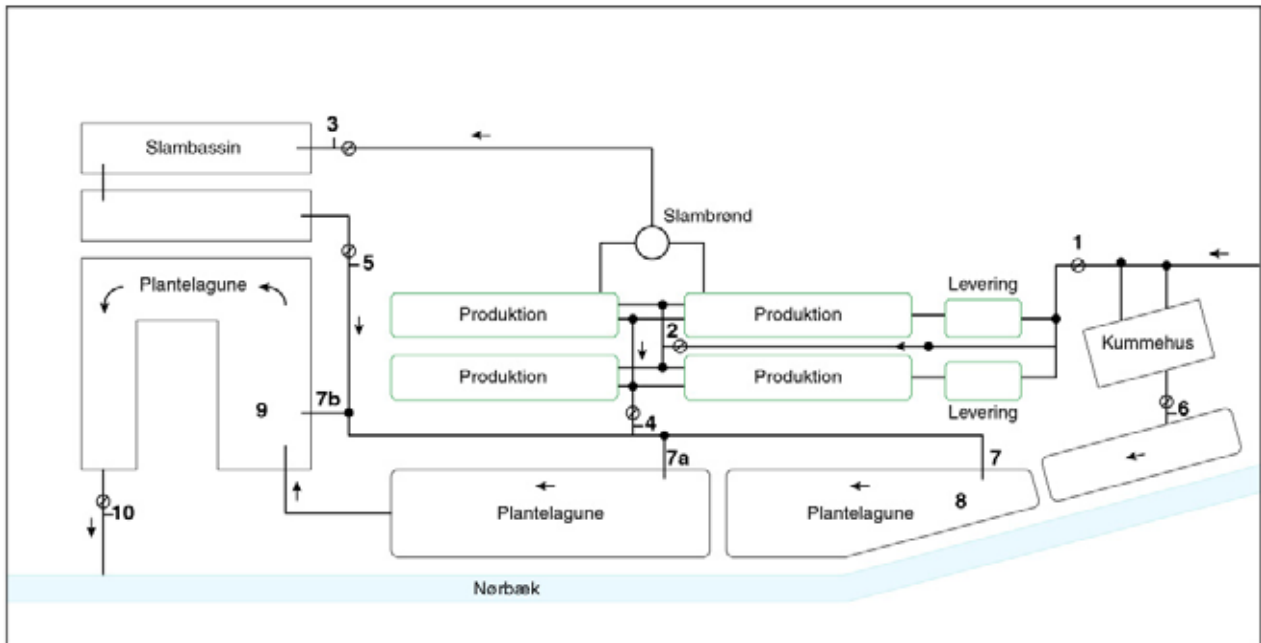 3
Slambassin
Slambrønd
1
5
Plantelagune
Levering
Produktion
Produktion
2
Kummehus
Produktion
Produktion
Levering
9
7b
4
6
7a
7
8
10
Plantelagune
Plantelagune
Nørbæk